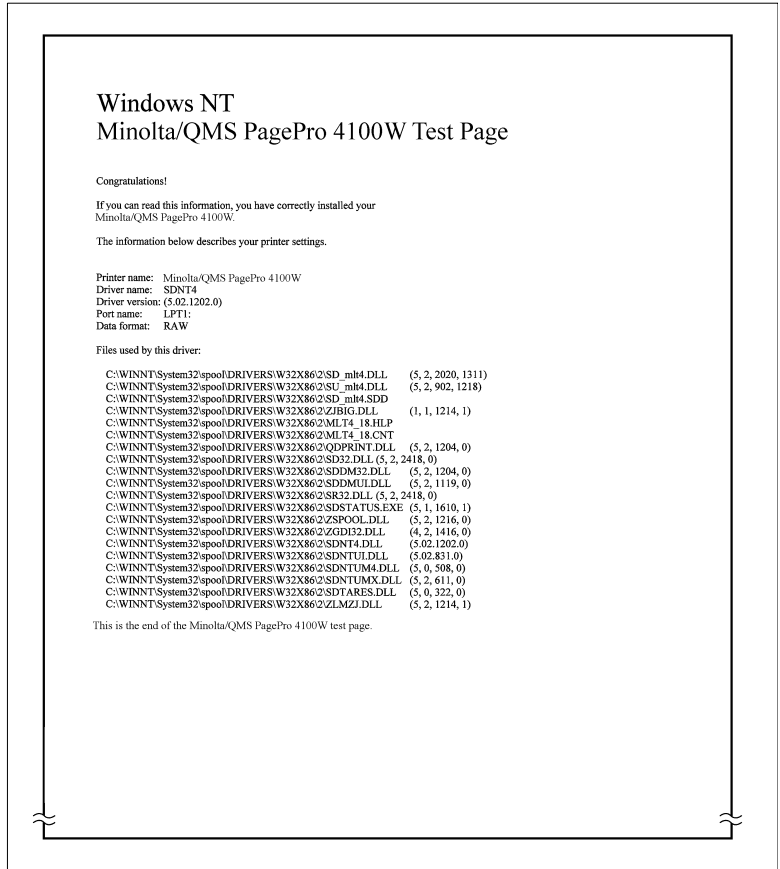 Windows NT
Minolta/QMS PagePro 4100W Test Page
Congratulations!
If you can read this information, you have correctly installed your
Minolta/QMS PagePro 4100W.
The information below describes your printer settings.
Printer name: Minolta/QMS PagePro 4100W
Driver name: SDNT4
Driver version: (5.02.1202.0)
Port name: LPT1:
Data format: RAW
Files used by this driver:
C:\WINNT\System32\spool\DRIVERS\W32X86\2\SD_mlt4.DLL (5, 2, 2020, 1311)
C:\WINNT\System32\spool\DRIVERS\W32X86\2\SU_mlt4.DLL (5, 2, 902, 1218)
C:\WINNT\System32\spool\DRIVERS\W32X86\2\SD_mlt4.SDD
C:\WINNT\System32\spool\DRIVERS\W32X86\2\ZJBIG.DLL (1, 1, 1214, 1)
C:\WINNT\System32\spool\DRIVERS\W32X86\2\MLT4_18.HLP
C:\WINNT\System32\spool\DRIVERS\W32X86\2\MLT4_18.CNT
C:\WINNT\System32\spool\DRIVERS\W32X86\2\QDPRINT.DLL (5, 2, 1204, 0)
C:\WINNT\System32\spool\DRIVERS\W32X86\2\SD32.DLL (5, 2, 2418, 0)
C:\WINNT\System32\spool\DRIVERS\W32X86\2\SDDM32.DLL (5, 2, 1204, 0)
C:\WINNT\System32\spool\DRIVERS\W32X86\2\SDDMUI.DLL (5, 2, 1119, 0)
C:\WINNT\System32\spool\DRIVERS\W32X86\2\SR32.DLL (5, 2, 2418, 0)
C:\WINNT\System32\spool\DRIVERS\W32X86\2\SDSTATUS.EXE (5, 1, 1610, 1)
C:\WINNT\System32\spool\DRIVERS\W32X86\2\ZSPOOL.DLL (5, 2, 1216, 0)
C:\WINNT\System32\spool\DRIVERS\W32X86\2\ZGDI32.DLL (4, 2, 1416, 0)
C:\WINNT\System32\spool\DRIVERS\W32X86\2\SDNT4.DLL (5.02.1202.0)
C:\WINNT\System32\spool\DRIVERS\W32X86\2\SDNTUI.DLL (5.02.831.0)
C:\WINNT\System32\spool\DRIVERS\W32X86\2\SDNTUM4.DLL (5, 0, 508, 0)
C:\WINNT\System32\spool\DRIVERS\W32X86\2\SDNTUMX.DLL (5, 2, 611, 0)
C:\WINNT\System32\spool\DRIVERS\W32X86\2\SDTARES.DLL (5, 0, 322, 0)
C:\WINNT\System32\spool\DRIVERS\W32X86\2\ZLMZJ.DLL (5, 2, 1214, 1)
This is the end of the Minolta/QMS PagePro 4100W test page.